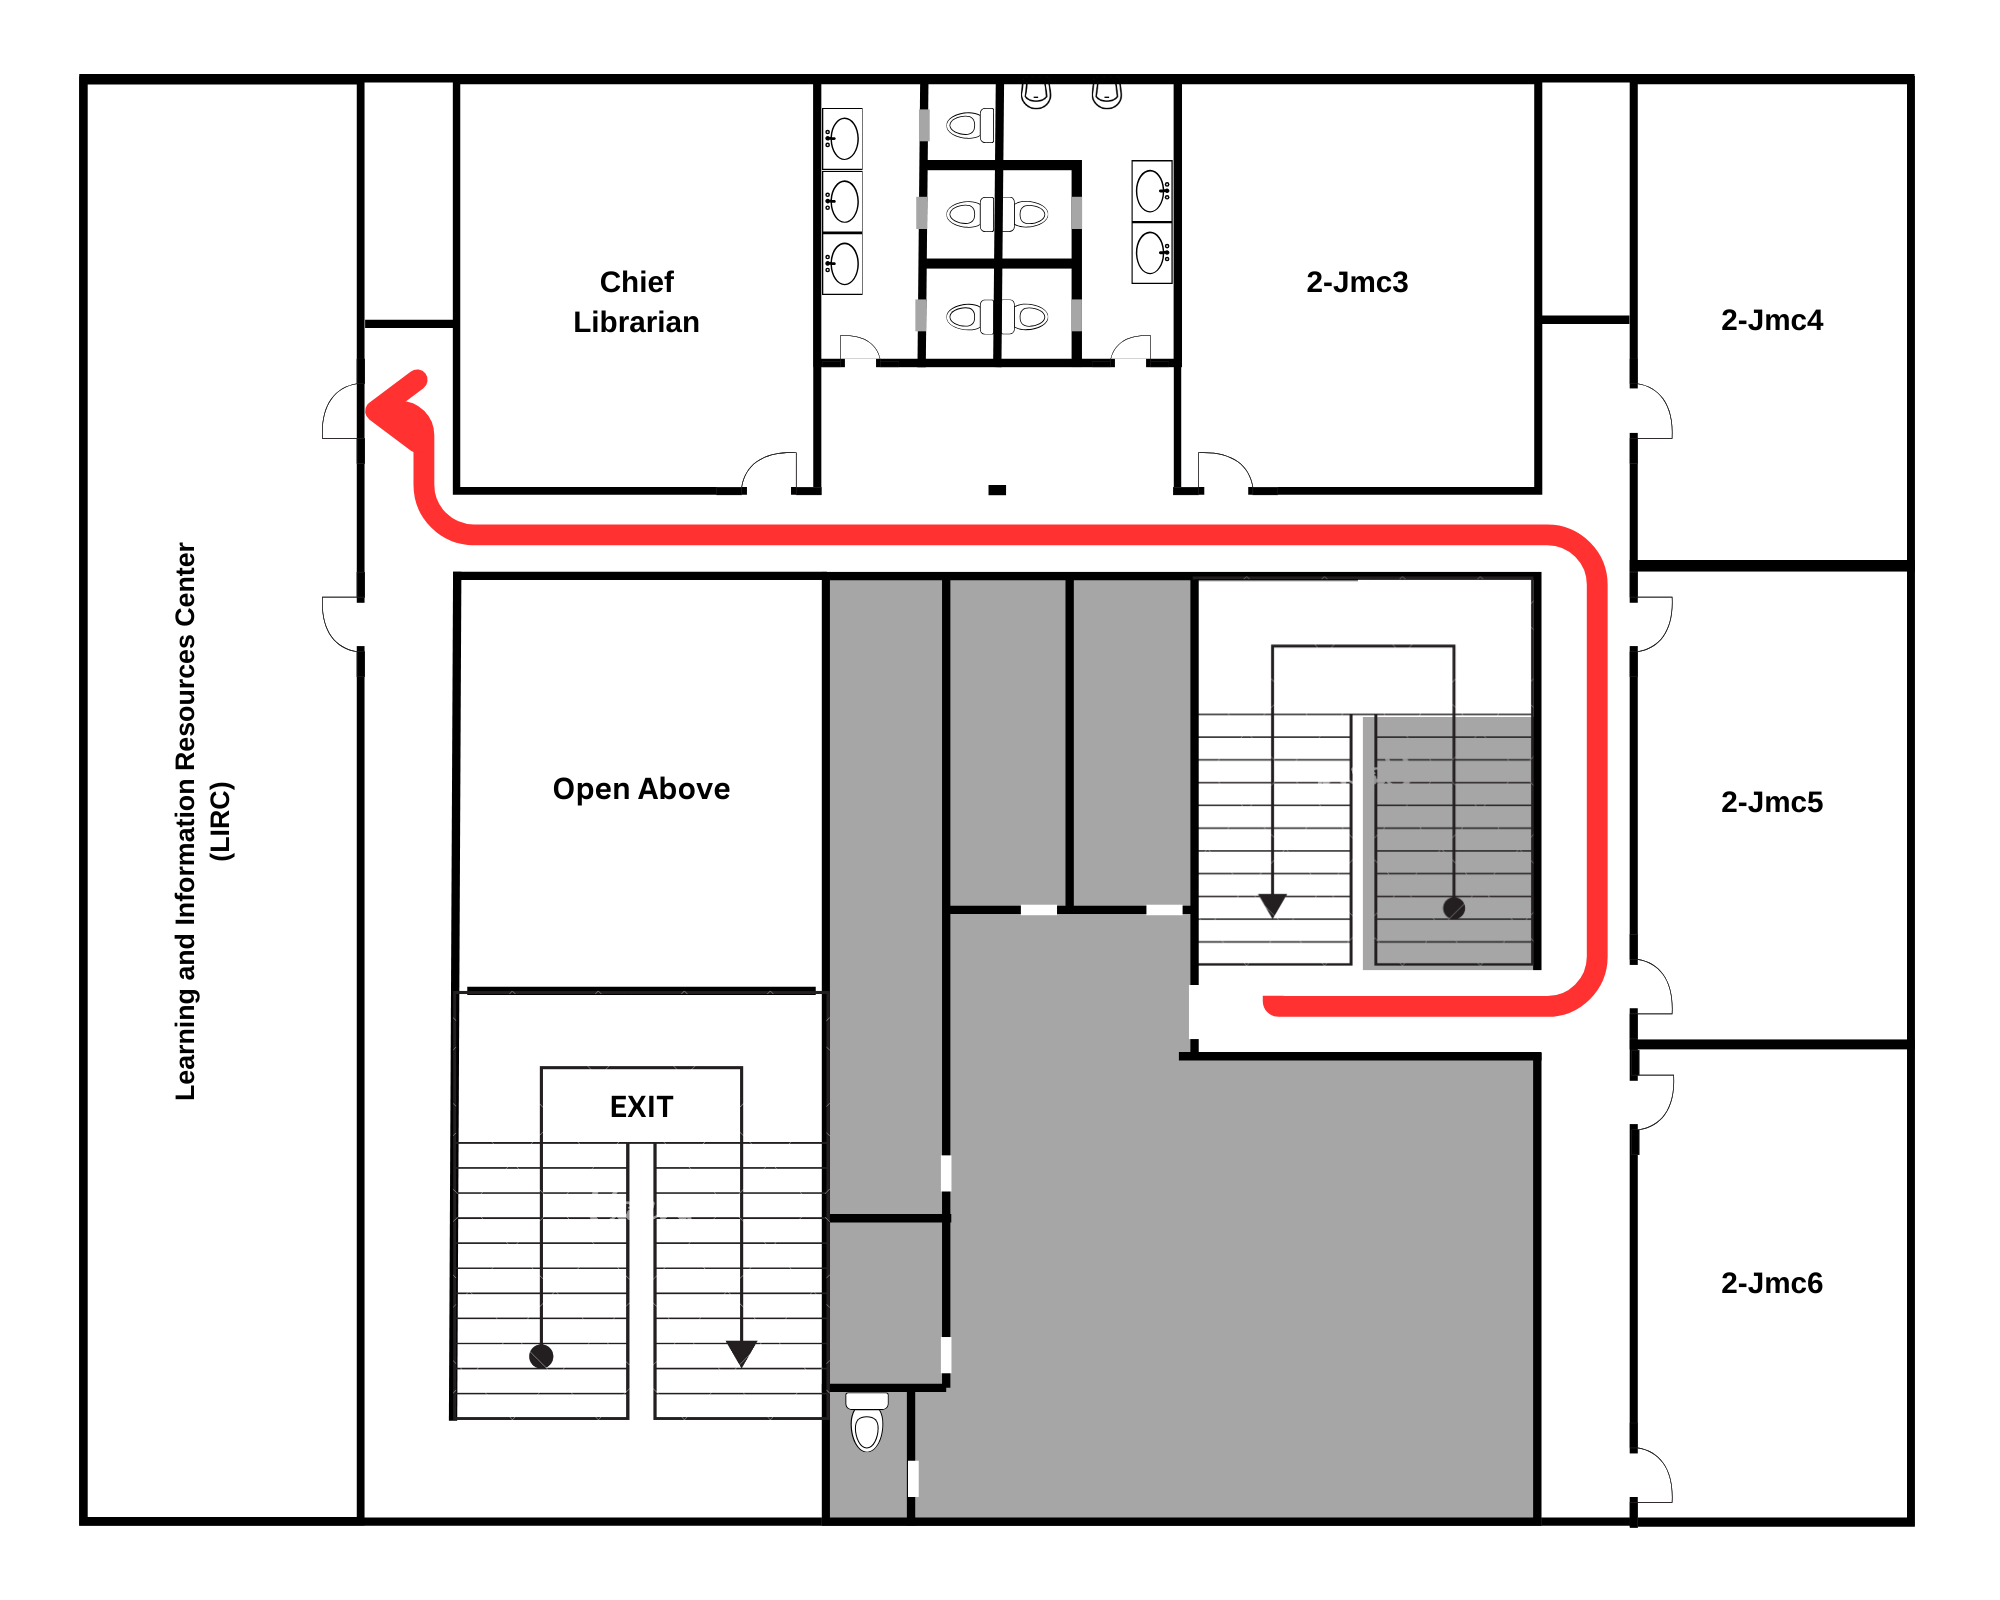 Chief
Librarian
2-Jmc3
2-Jmc4
Learning and Information Resources Center
(LIRC)
Open Above
2-Jmc5
EXIT
2-Jmc6